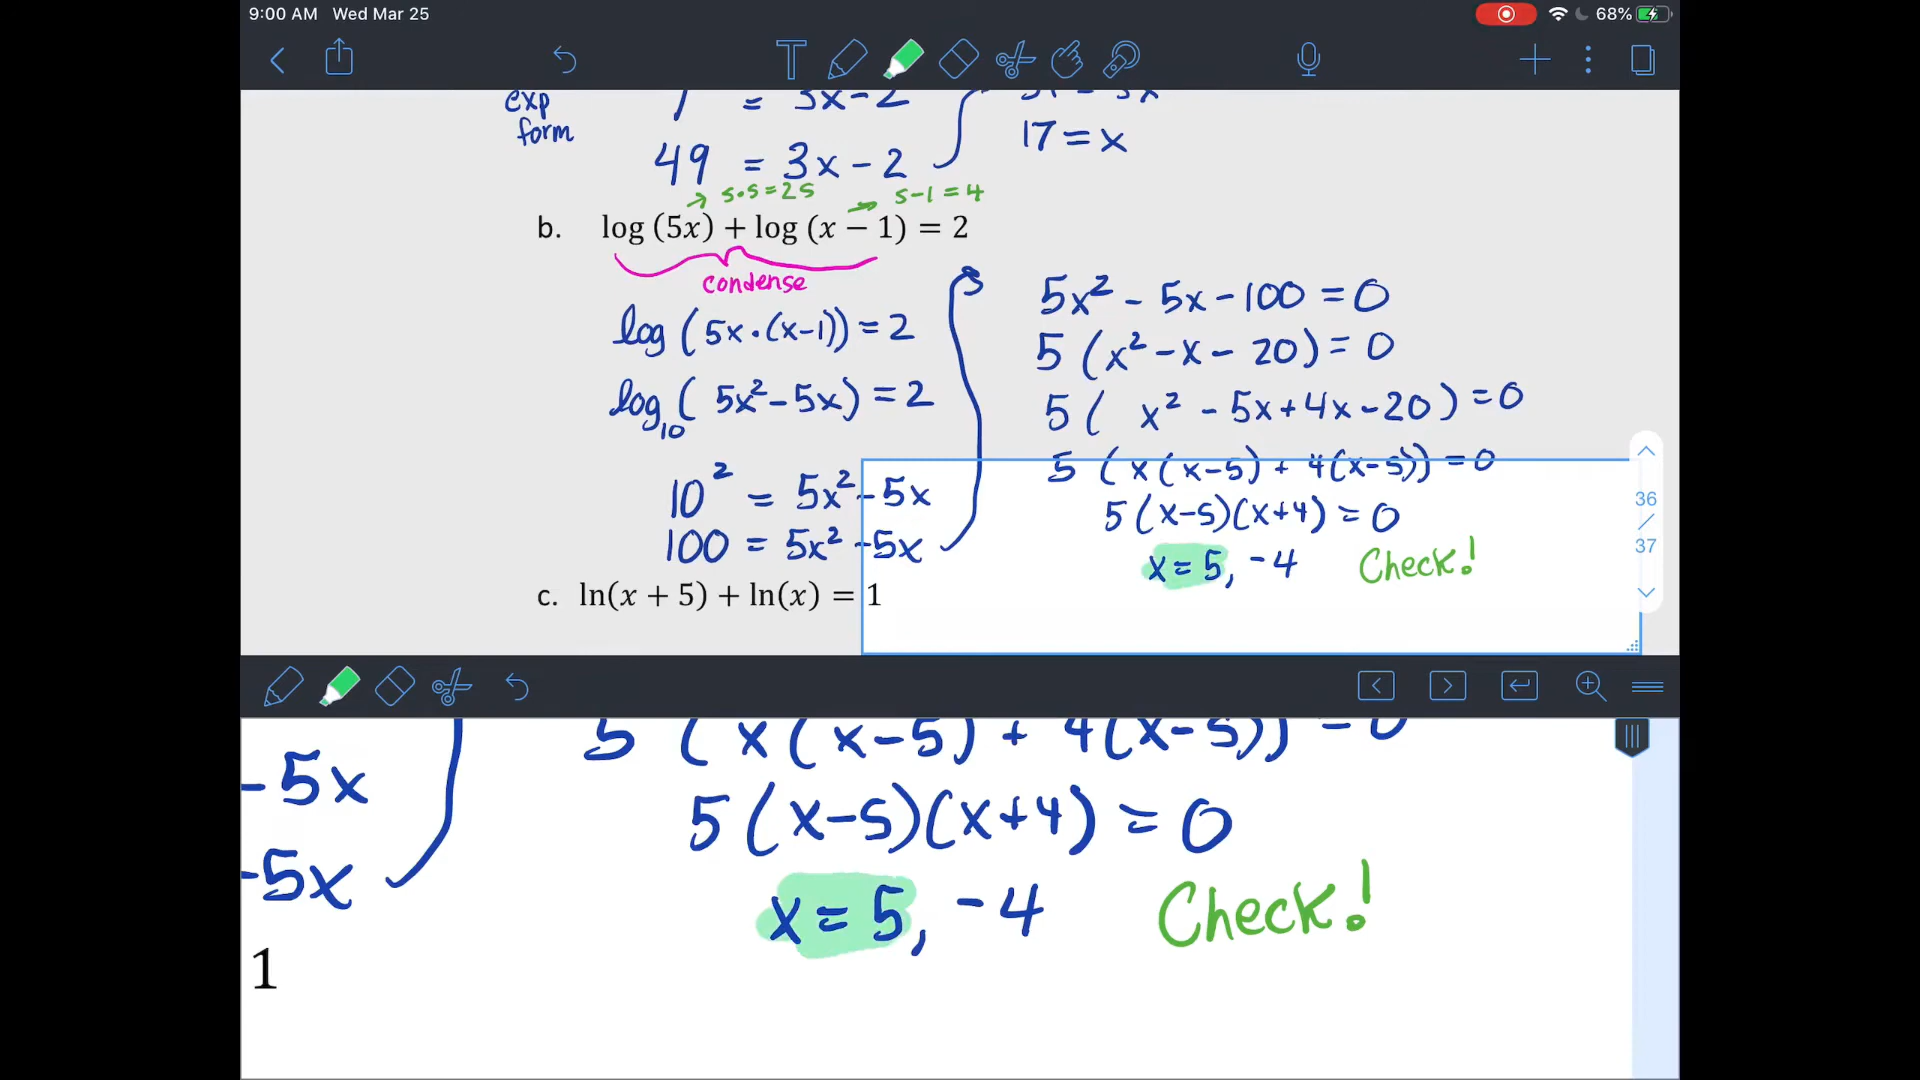 9:00 AM Wed Mar 25
68%
exp
form
= 3x-2
17 = x
49 = 3x - 2
→ 5•5=25
→ 5-1=4
b. log (5x) + log (x − 1) = 2
condense
log (5x•(x-1)) = 2
log₁₀ (5x²-5x) = 2
10² = 5x²-5x
100 = 5x²-5x
5x² - 5x - 100 = 0
5 (x² - x - 20) = 0
5 ( x² - 5x+4x-20 ) = 0
5 (x(x-5) + 4(x-5)) = 0
5(x-5)(x+4) = 0
x = 5, -4 Check!
c. ln(x + 5) + ln(x) = 1
36
/
37
5 (x(x-5) + 4(x-5)) = 0
-5x
5(x-5)(x+4) = 0
-5x
x = 5, -4 Check!
1